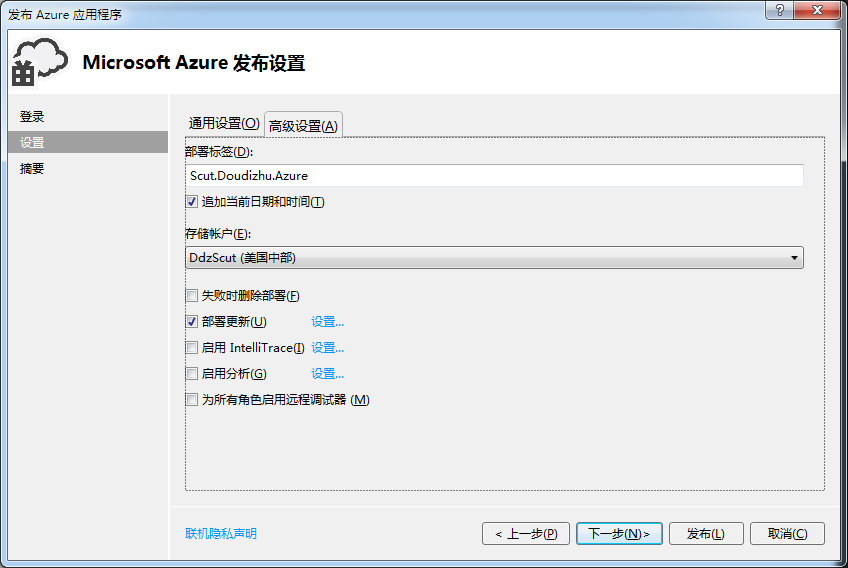 发布 Azure 应用程序
Microsoft Azure 发布设置
登录
设置
摘要
通用设置(O) 高级设置(A)
部署标签(D):
Scut.Doudizhu.Azure
追加当前日期和时间(T)
存储帐户(E):
DdzScut (美国中部)
失败时删除部署(F)
部署更新(U) 设置...
启用 IntelliTrace(I) 设置...
启用分析(G) 设置...
为所有角色启用远程调试器 (M)
联机隐私声明 < 上一步(P) 下一步(N)> 发布(L) 取消(C)